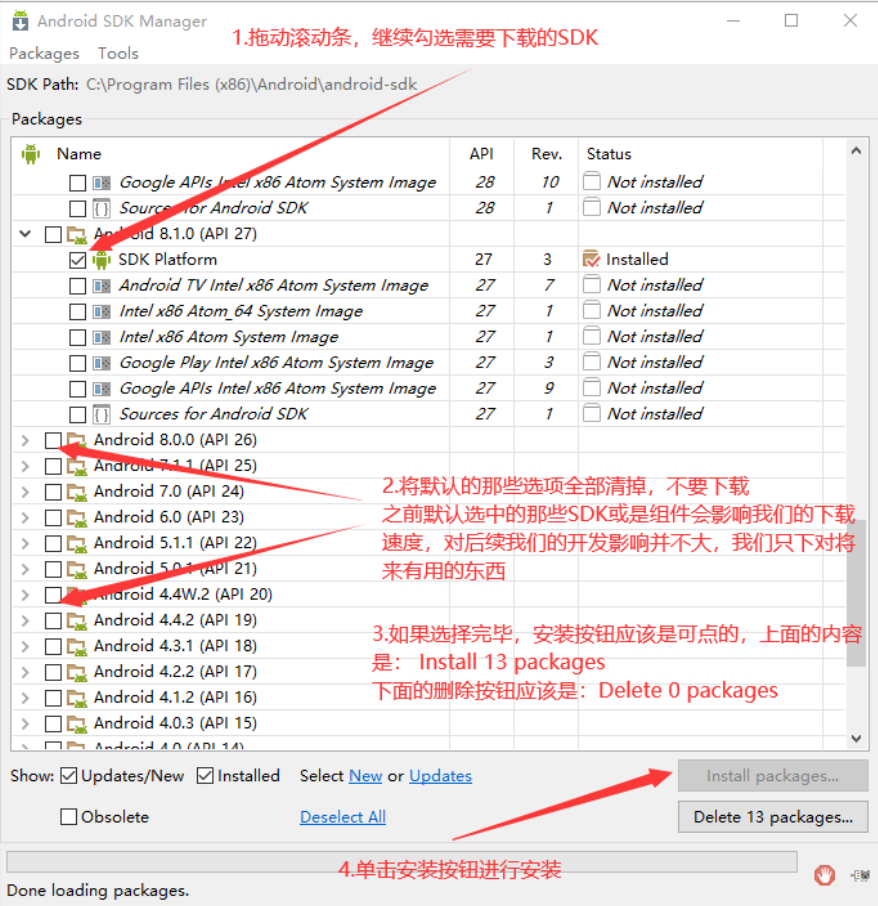 Android SDK Manager
1.拖动滚动条，继续勾选需要下载的SDK
Packages Tools
SDK Path: C:\Program Files (x86)\Android\android-sdk
Packages
Name API Rev. Status
Google APIs Intel x86 Atom System Image 28 10 Not installed
Sources for Android SDK 28 1 Not installed
Android 8.1.0 (API 27)
SDK Platform 27 3 Installed
Android TV Intel x86 Atom System Image 27 7 Not installed
Intel x86 Atom_64 System Image 27 1 Not installed
Intel x86 Atom System Image 27 1 Not installed
Google Play Intel x86 Atom System Image 27 3 Not installed
Google APIs Intel x86 Atom System Image 27 9 Not installed
Sources for Android SDK 27 1 Not installed
Android 8.0.0 (API 26)
Android 7.1.1 (API 25)
Android 7.0 (API 24)
Android 6.0 (API 23)
Android 5.1.1 (API 22)
Android 5.0.1 (API 21)
Android 4.4W.2 (API 20)
Android 4.4.2 (API 19)
Android 4.3.1 (API 18)
Android 4.2.2 (API 17)
Android 4.1.2 (API 16)
Android 4.0.3 (API 15)
Android 4.0 (API 14)
2.将默认的那些选项全部清掉，不要下载
之前默认选中的那些SDK或是组件会影响我们的下载
速度，对后续我们的开发影响并不大，我们只下对将
来有用的东西
3.如果选择完毕，安装按钮应该是可点的，上面的内容
是： Install 13 packages
下面的删除按钮应该是：Delete 0 packages
Show: Updates/New Installed Select New or Updates Install packages...
Obsolete Deselect All Delete 13 packages...
4.单击安装按钮进行安装
Done loading packages.